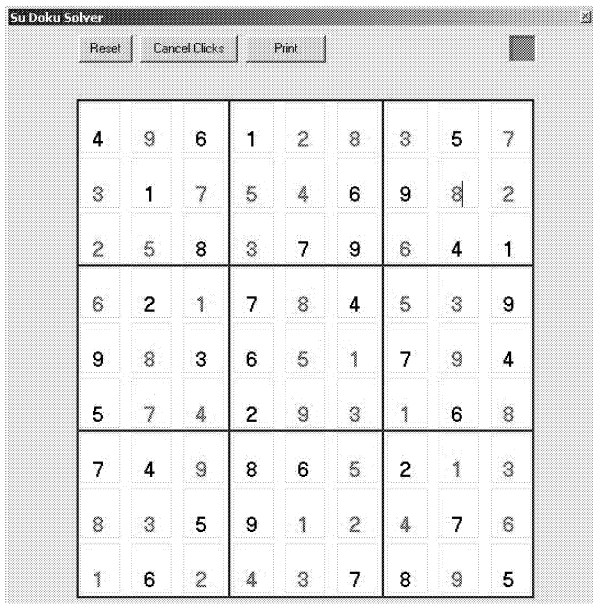 Su Doku Solver
Reset Cancel Clicks Print
4 9 6 1 2 8 3 5 7
3 1 7 5 4 6 9 8 2
2 5 8 3 7 9 6 4 1
6 2 1 7 8 4 5 3 9
9 8 3 6 5 1 7 9 4
5 7 4 2 9 3 1 6 8
7 4 9 8 6 5 2 1 3
8 3 5 9 1 2 4 7 6
1 6 2 4 3 7 8 9 5